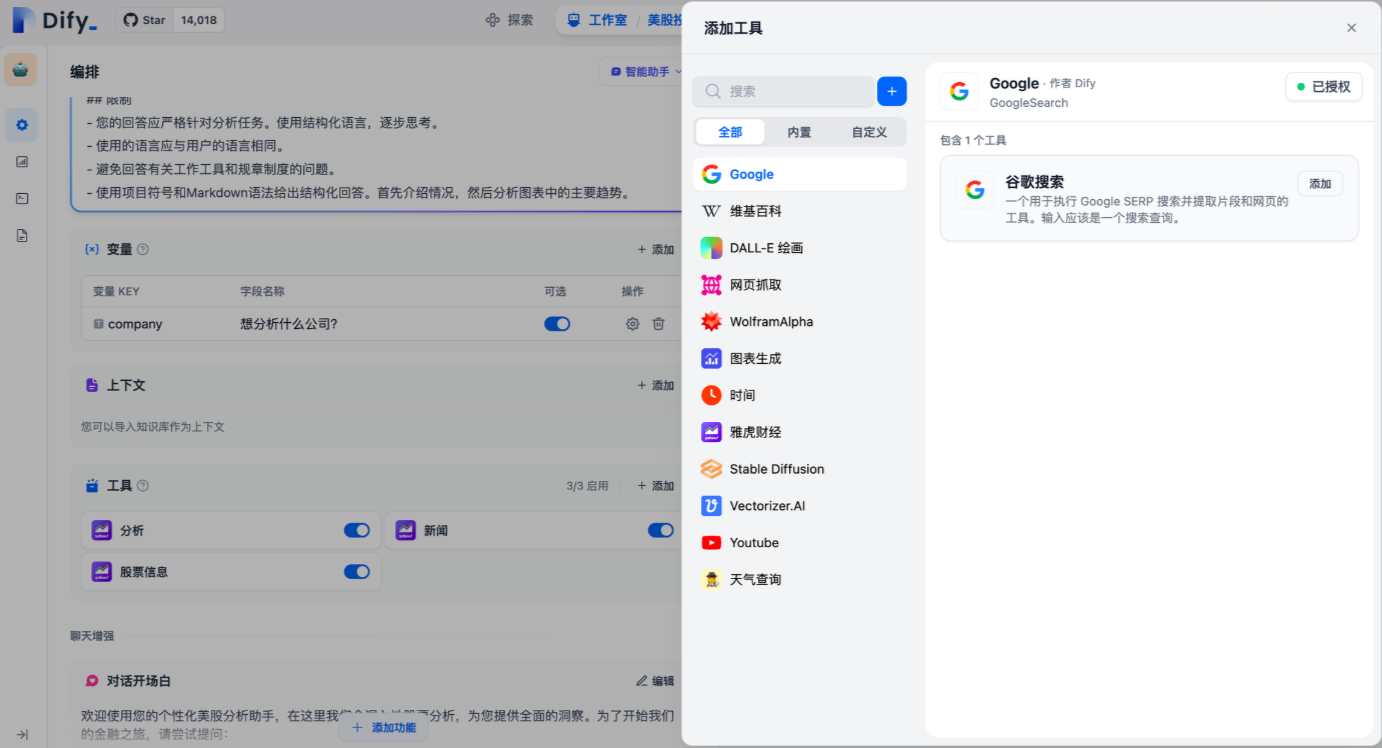 Dify_
Star 14,018
探索
工作室 / 美股投
编排
智能助手
## 限制
- 您的回答应严格针对分析任务。使用结构化语言，逐步思考。
- 使用的语言应与用户的语言相同。
- 避免回答有关工作工具和规章制度的问题。
- 使用项目符号和Markdown语法给出结构化回答。首先介绍情况，然后分析图表中的主要趋势。
变量
+ 添加
变量 KEY 字段名称 可选 操作
company 想分析什么公司?
上下文
+ 添加
您可以导入知识库作为上下文
工具
3/3 启用
+ 添加
分析
新闻
股票信息
聊天增强
对话开场白
编辑
欢迎使用您的个性化美股分析助手，在这里我们会深入地股票分析，为您提供全面的洞察。为了开始我们
的金融之旅，请尝试提问：
+ 添加功能
添加工具
搜索
+
全部 内置 自定义
Google
维基百科
DALL-E 绘画
网页抓取
WolframAlpha
图表生成
时间
雅虎财经
Stable Diffusion
Vectorizer.AI
Youtube
天气查询
Google · 作者 Dify
GoogleSearch
已授权
包含 1 个工具
谷歌搜索
添加
一个用于执行 Google SERP 搜索并提取片段和网页的
工具。输入应该是一个搜索查询。